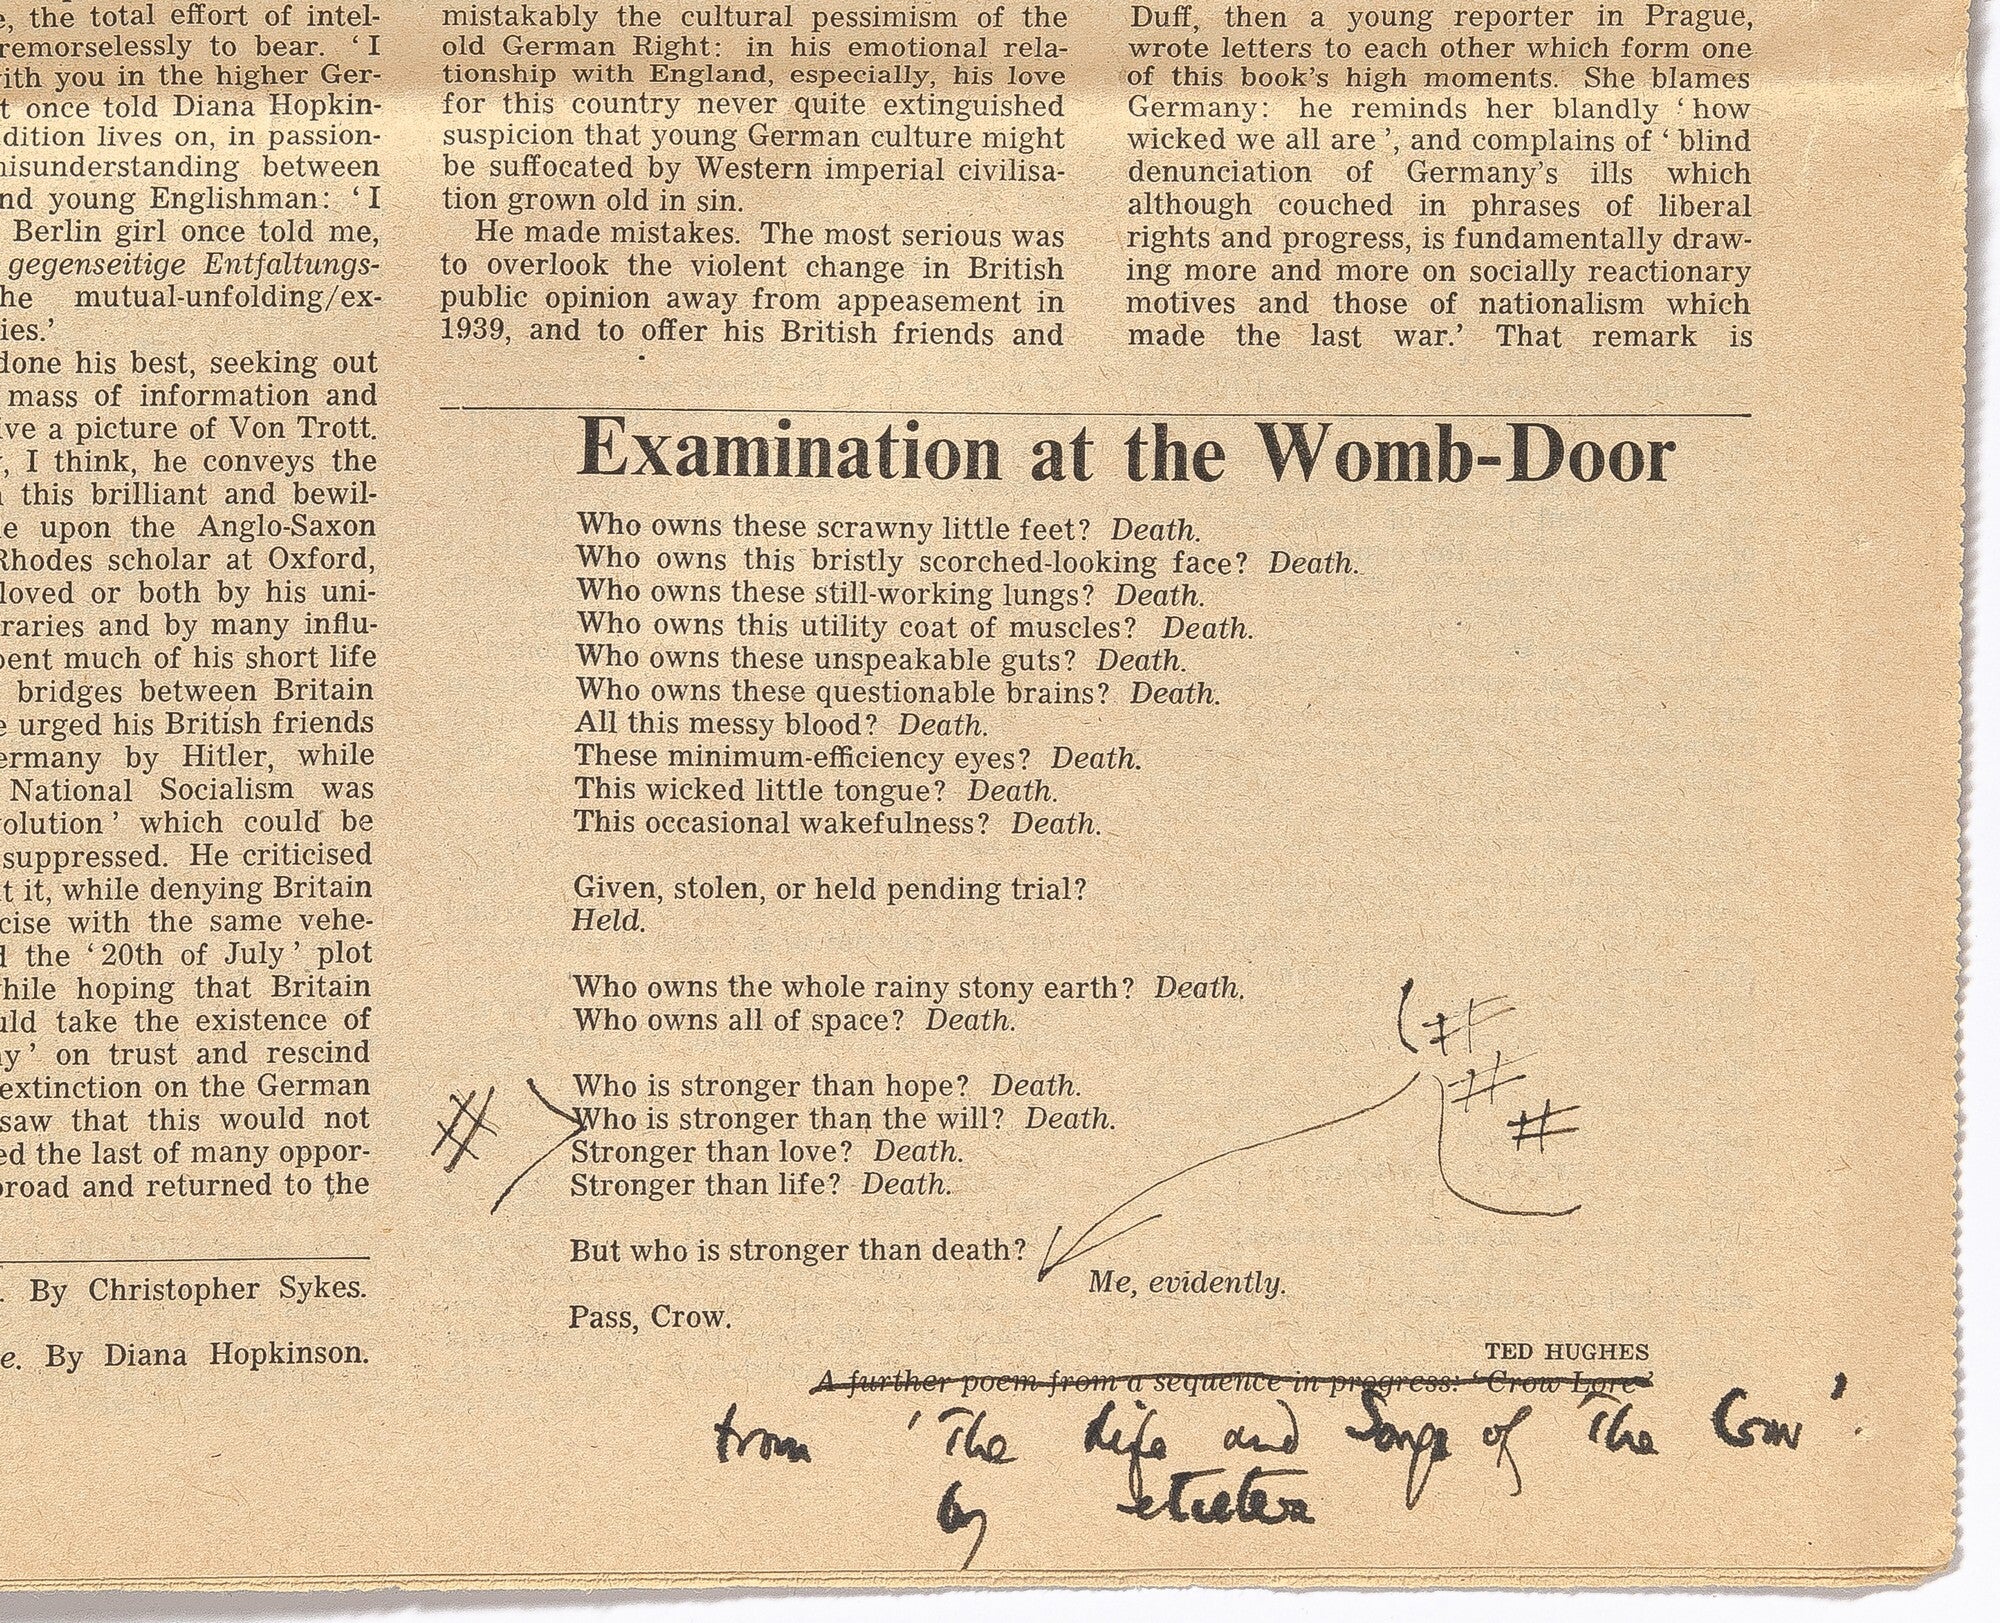 e, the total effort of intel-
remorselessly to bear. ‘I
with you in the higher Ger-
t once told Diana Hopkin-
dition lives on, in passion-
misunderstanding between
nd young Englishman: ‘I
Berlin girl once told me,
gegenseitige Entfaltungs-
he mutual-unfolding/ex-
ies.’
done his best, seeking out
mass of information and
ive a picture of Von Trott.
, I think, he conveys the
this brilliant and bewil-
e upon the Anglo-Saxon
Rhodes scholar at Oxford,
loved or both by his uni-
raries and by many influ-
pent much of his short life
bridges between Britain
e urged his British friends
ermany by Hitler, while
National Socialism was
volution’ which could be
suppressed. He criticised
t it, while denying Britain
cise with the same vehe-
d the ‘20th of July’ plot
while hoping that Britain
uld take the existence of
ny’ on trust and rescind
extinction on the German
saw that this would not
ed the last of many oppor-
broad and returned to the
. By Christopher Sykes.
e. By Diana Hopkinson.
mistakably the cultural pessimism of the
old German Right: in his emotional rela-
tionship with England, especially, his love
for this country never quite extinguished
suspicion that young German culture might
be suffocated by Western imperial civilisa-
tion grown old in sin.
He made mistakes. The most serious was
to overlook the violent change in British
public opinion away from appeasement in
1939, and to offer his British friends and
Duff, then a young reporter in Prague,
wrote letters to each other which form one
of this book’s high moments. She blames
Germany: he reminds her blandly ‘how
wicked we all are’, and complains of ‘blind
denunciation of Germany’s ills which
although couched in phrases of liberal
rights and progress, is fundamentally draw-
ing more and more on socially reactionary
motives and those of nationalism which
made the last war.’ That remark is
Examination at the Womb-Door
Who owns these scrawny little feet? Death.
Who owns this bristly scorched-looking face? Death.
Who owns these still-working lungs? Death.
Who owns this utility coat of muscles? Death.
Who owns these unspeakable guts? Death.
Who owns these questionable brains? Death.
All this messy blood? Death.
These minimum-efficiency eyes? Death.
This wicked little tongue? Death.
This occasional wakefulness? Death.
Given, stolen, or held pending trial?
Held.
Who owns the whole rainy stony earth? Death.
Who owns all of space? Death.
Who is stronger than hope? Death.
Who is stronger than the will? Death.
Stronger than love? Death.
Stronger than life? Death.
But who is stronger than death?
Me, evidently.
Pass, Crow.
TED HUGHES
A further poem from a sequence in progress: ‘Crow Lore’
from ‘The Life and Songs of The Crow’.
by etcetera
#
(#
#
#